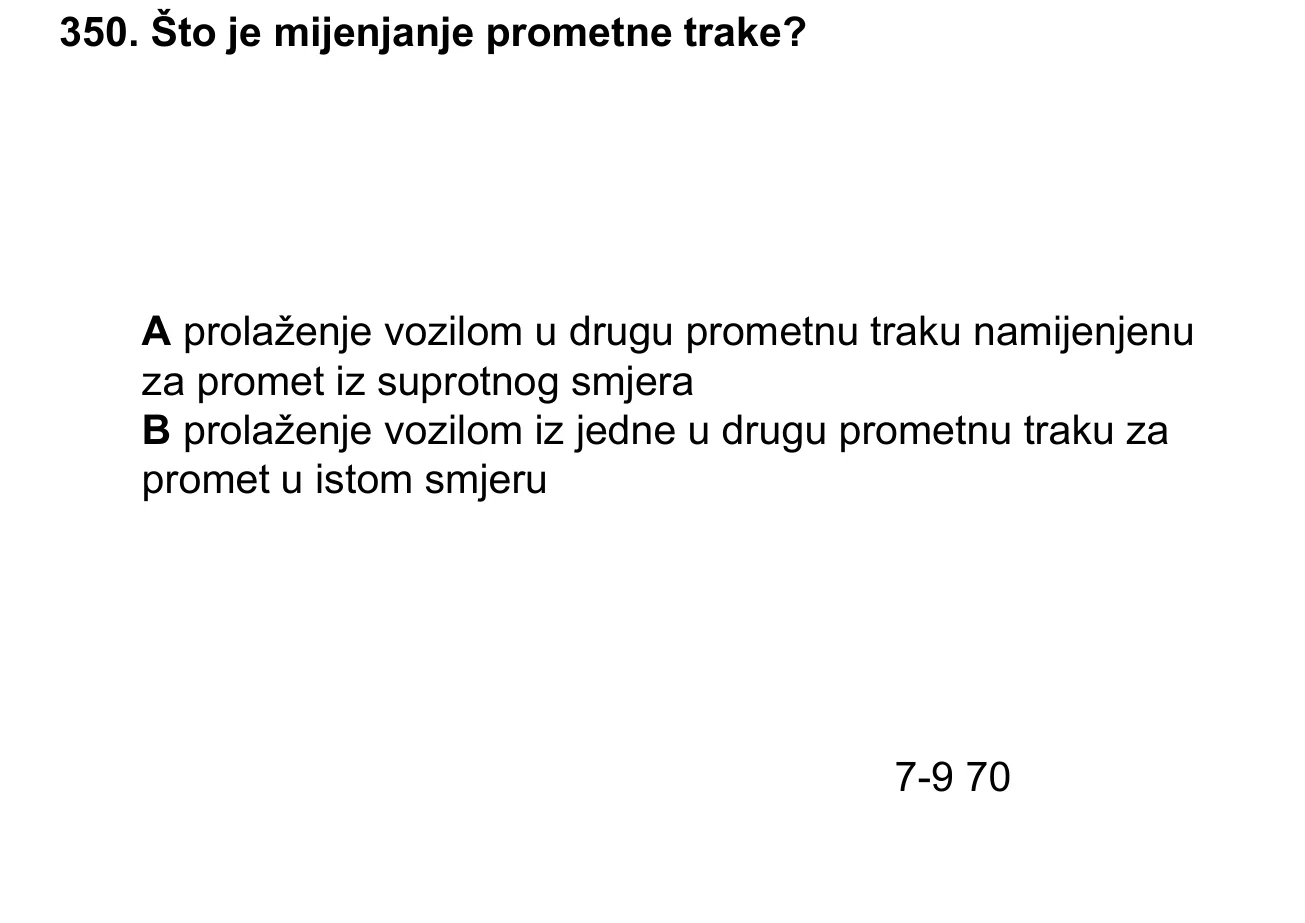 350. Što je mijenjanje prometne trake?
A prolaženje vozilom u drugu prometnu traku namijenjenu
za promet iz suprotnog smjera
B prolaženje vozilom iz jedne u drugu prometnu traku za
promet u istom smjeru
7-9 70